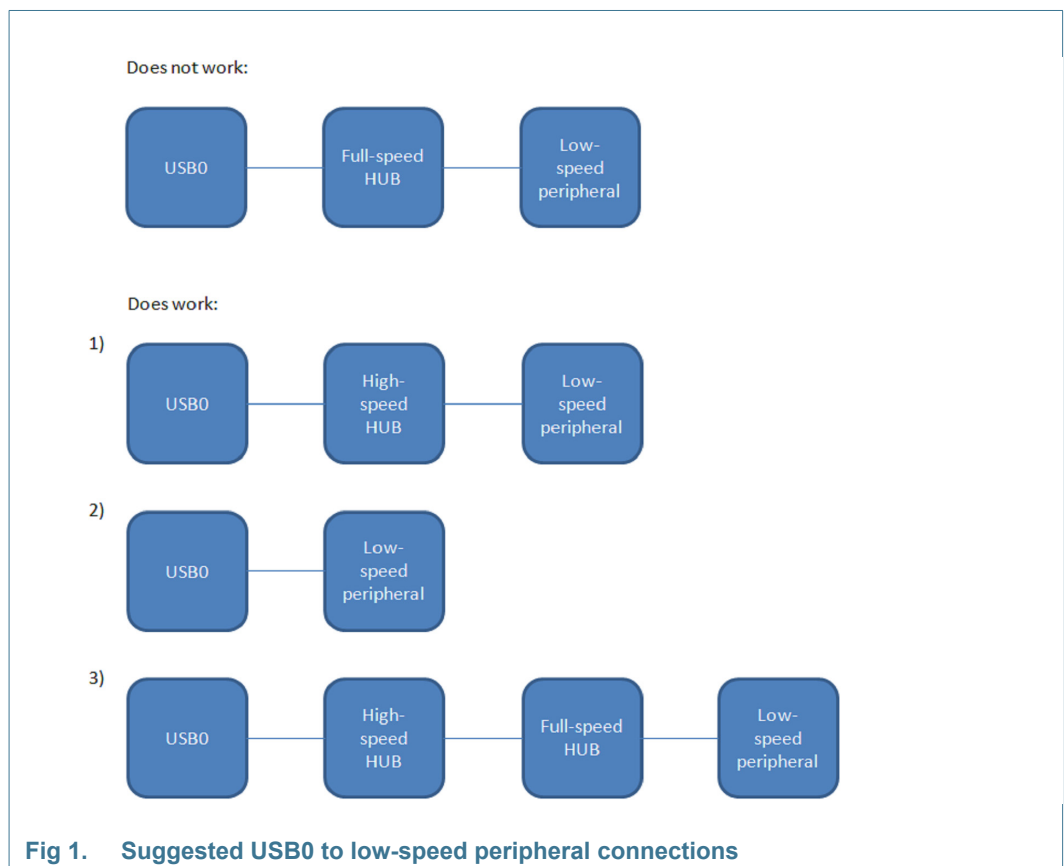 Does not work:
USB0
Full-speed
HUB
Low-
speed
peripheral
Does work:
1)
USB0
High-
speed
HUB
Low-
speed
peripheral
2)
USB0
Low-
speed
peripheral
3)
USB0
High-
speed
HUB
Full-speed
HUB
Low-
speed
peripheral
Fig 1. Suggested USB0 to low-speed peripheral connections